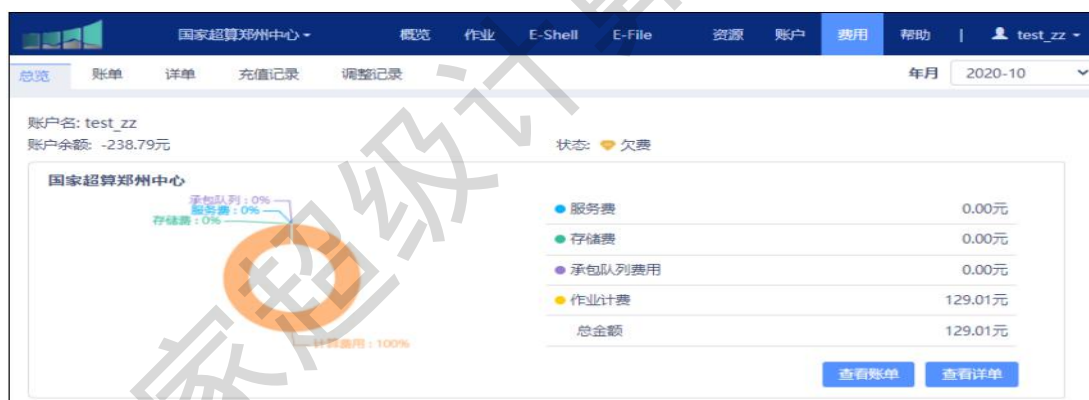 国家超算郑州中心 概览 作业 E-Shell E-File 资源 账户 费用 帮助 | test_zz
总览 账单 详单 充值记录 调整记录 年月 2020-10
账户名: test_zz
账户余额: -238.79元 状态: 欠费
国家超算郑州中心
承包队列 : 0%
服务费 : 0%
存储费 : 0%
计算费用 : 100%
服务费 0.00元
存储费 0.00元
承包队列费用 0.00元
作业计费 129.01元
总金额 129.01元
查看账单 查看详单
家超级计算